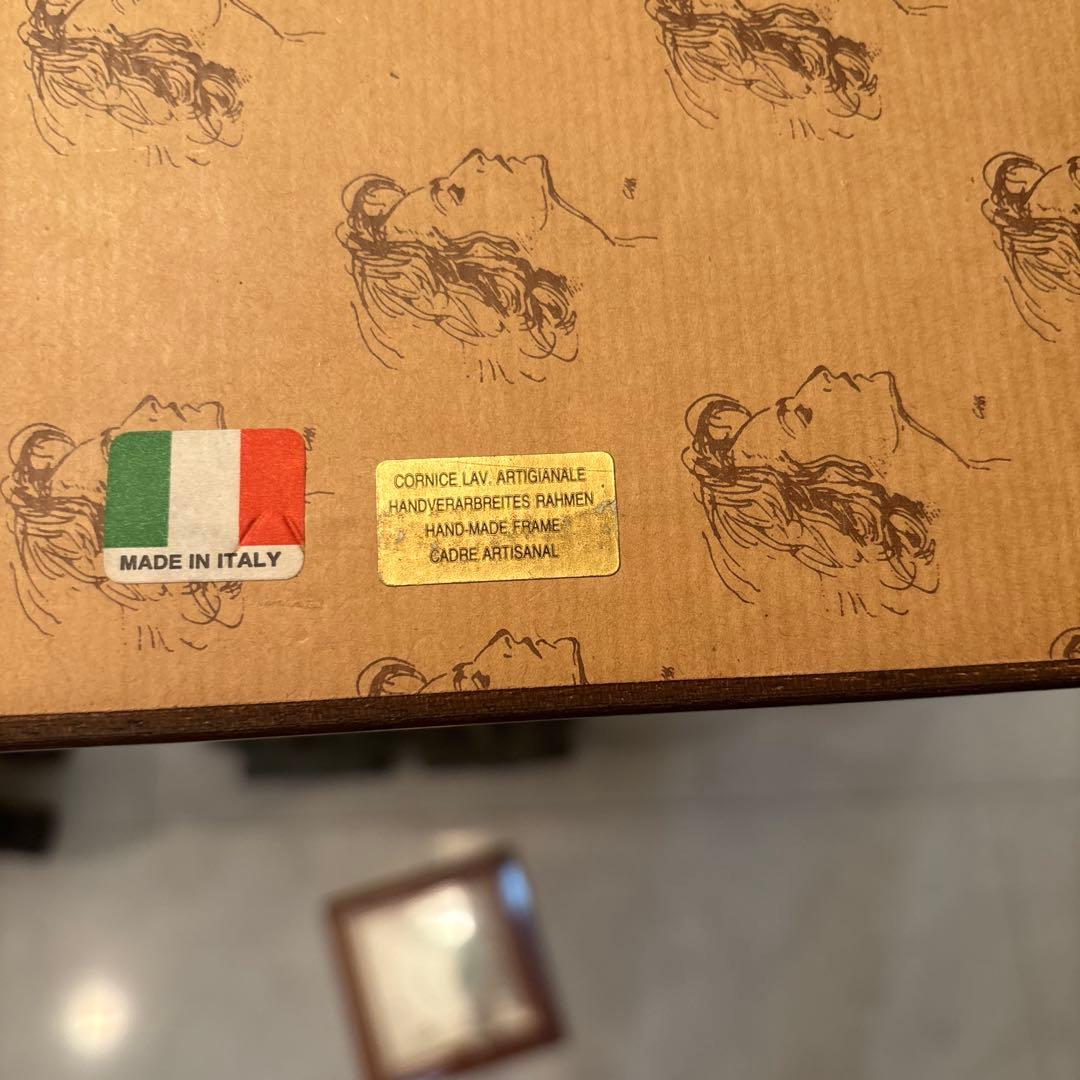 MADE IN ITALY
CORNICE LAV. ARTIGIANALE
HANDVERARBREITES RAHMEN
HAND-MADE FRAME
CADRE ARTISANAL